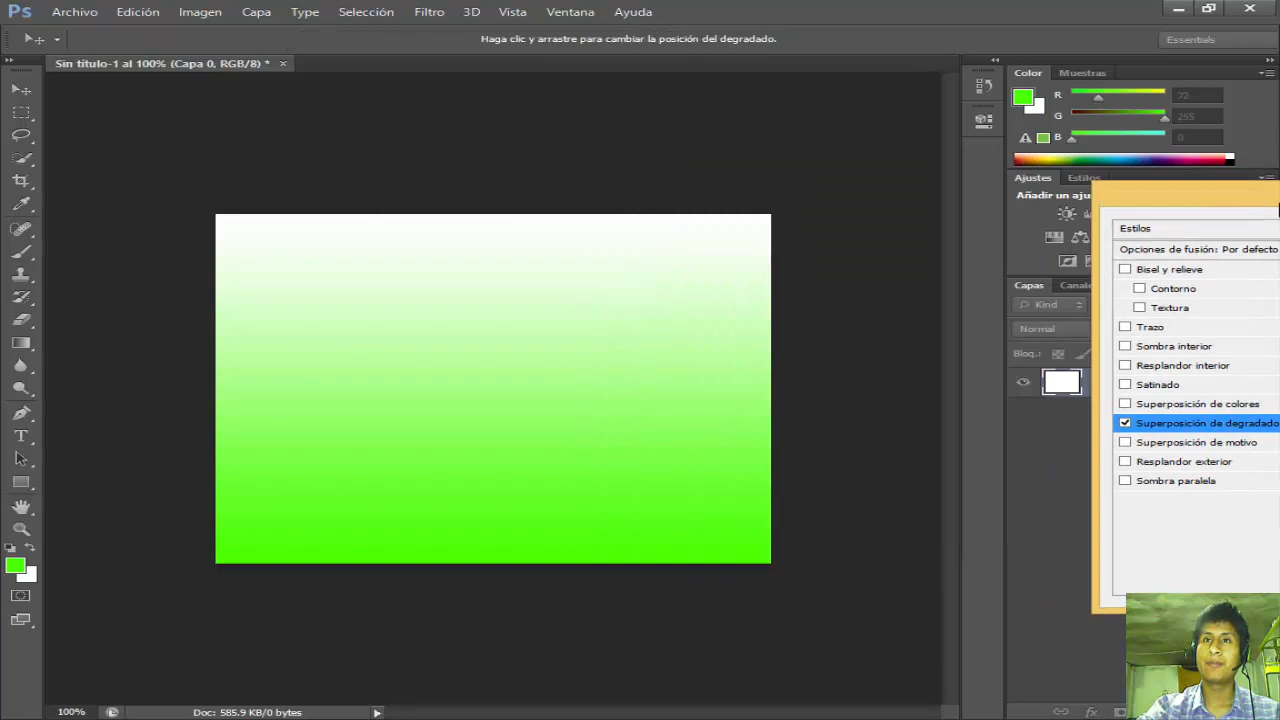 Ps Archivo Edición Imagen Capa Type Selección Filtro 3D Vista Ventana Ayuda
Haga clic y arrastre para cambiar la posición del degradado.
Essentials
Sin título-1 al 100% (Capa 0, RGB/8) *
Color Muestras
R 72
G 255
B 0
Ajustes Estilos
Añadir un aju
Capas Canale
Kind
Normal
Bloq.:
Estilos
Opciones de fusión: Por defecto
Bisel y relieve
Contorno
Textura
Trazo
Sombra interior
Resplandor interior
Satinado
Superposición de colores
Superposición de degradado
Superposición de motivo
Resplandor exterior
Sombra paralela
T
fx
100%
Doc: 585.9 KB/0 bytes